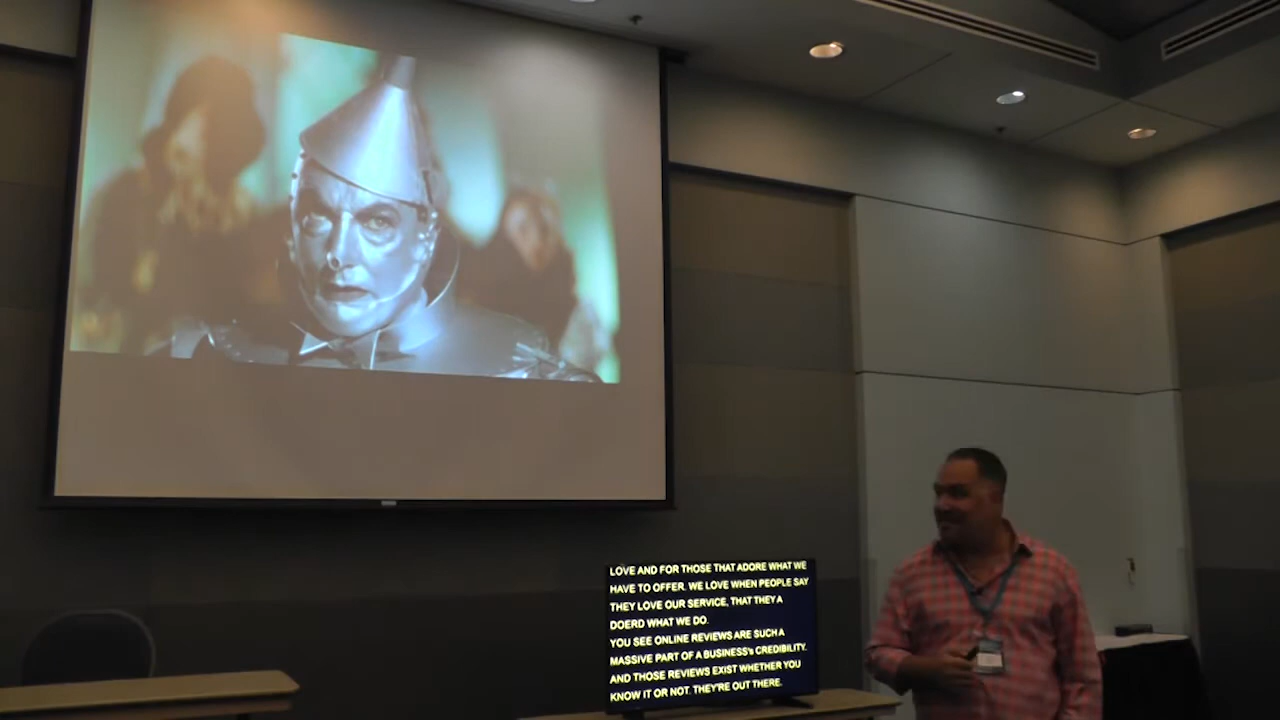 LOVE AND FOR THOSE THAT ADORE WHAT WE
HAVE TO OFFER. WE LOVE WHEN PEOPLE SAY
THEY LOVE OUR SERVICE, THAT THEY A
DOERD WHAT WE DO.
YOU SEE ONLINE REVIEWS ARE SUCH A
MASSIVE PART OF A BUSINESS's CREDIBILITY.
AND THOSE REVIEWS EXIST WHETHER YOU
KNOW IT OR NOT. THEY'RE OUT THERE.